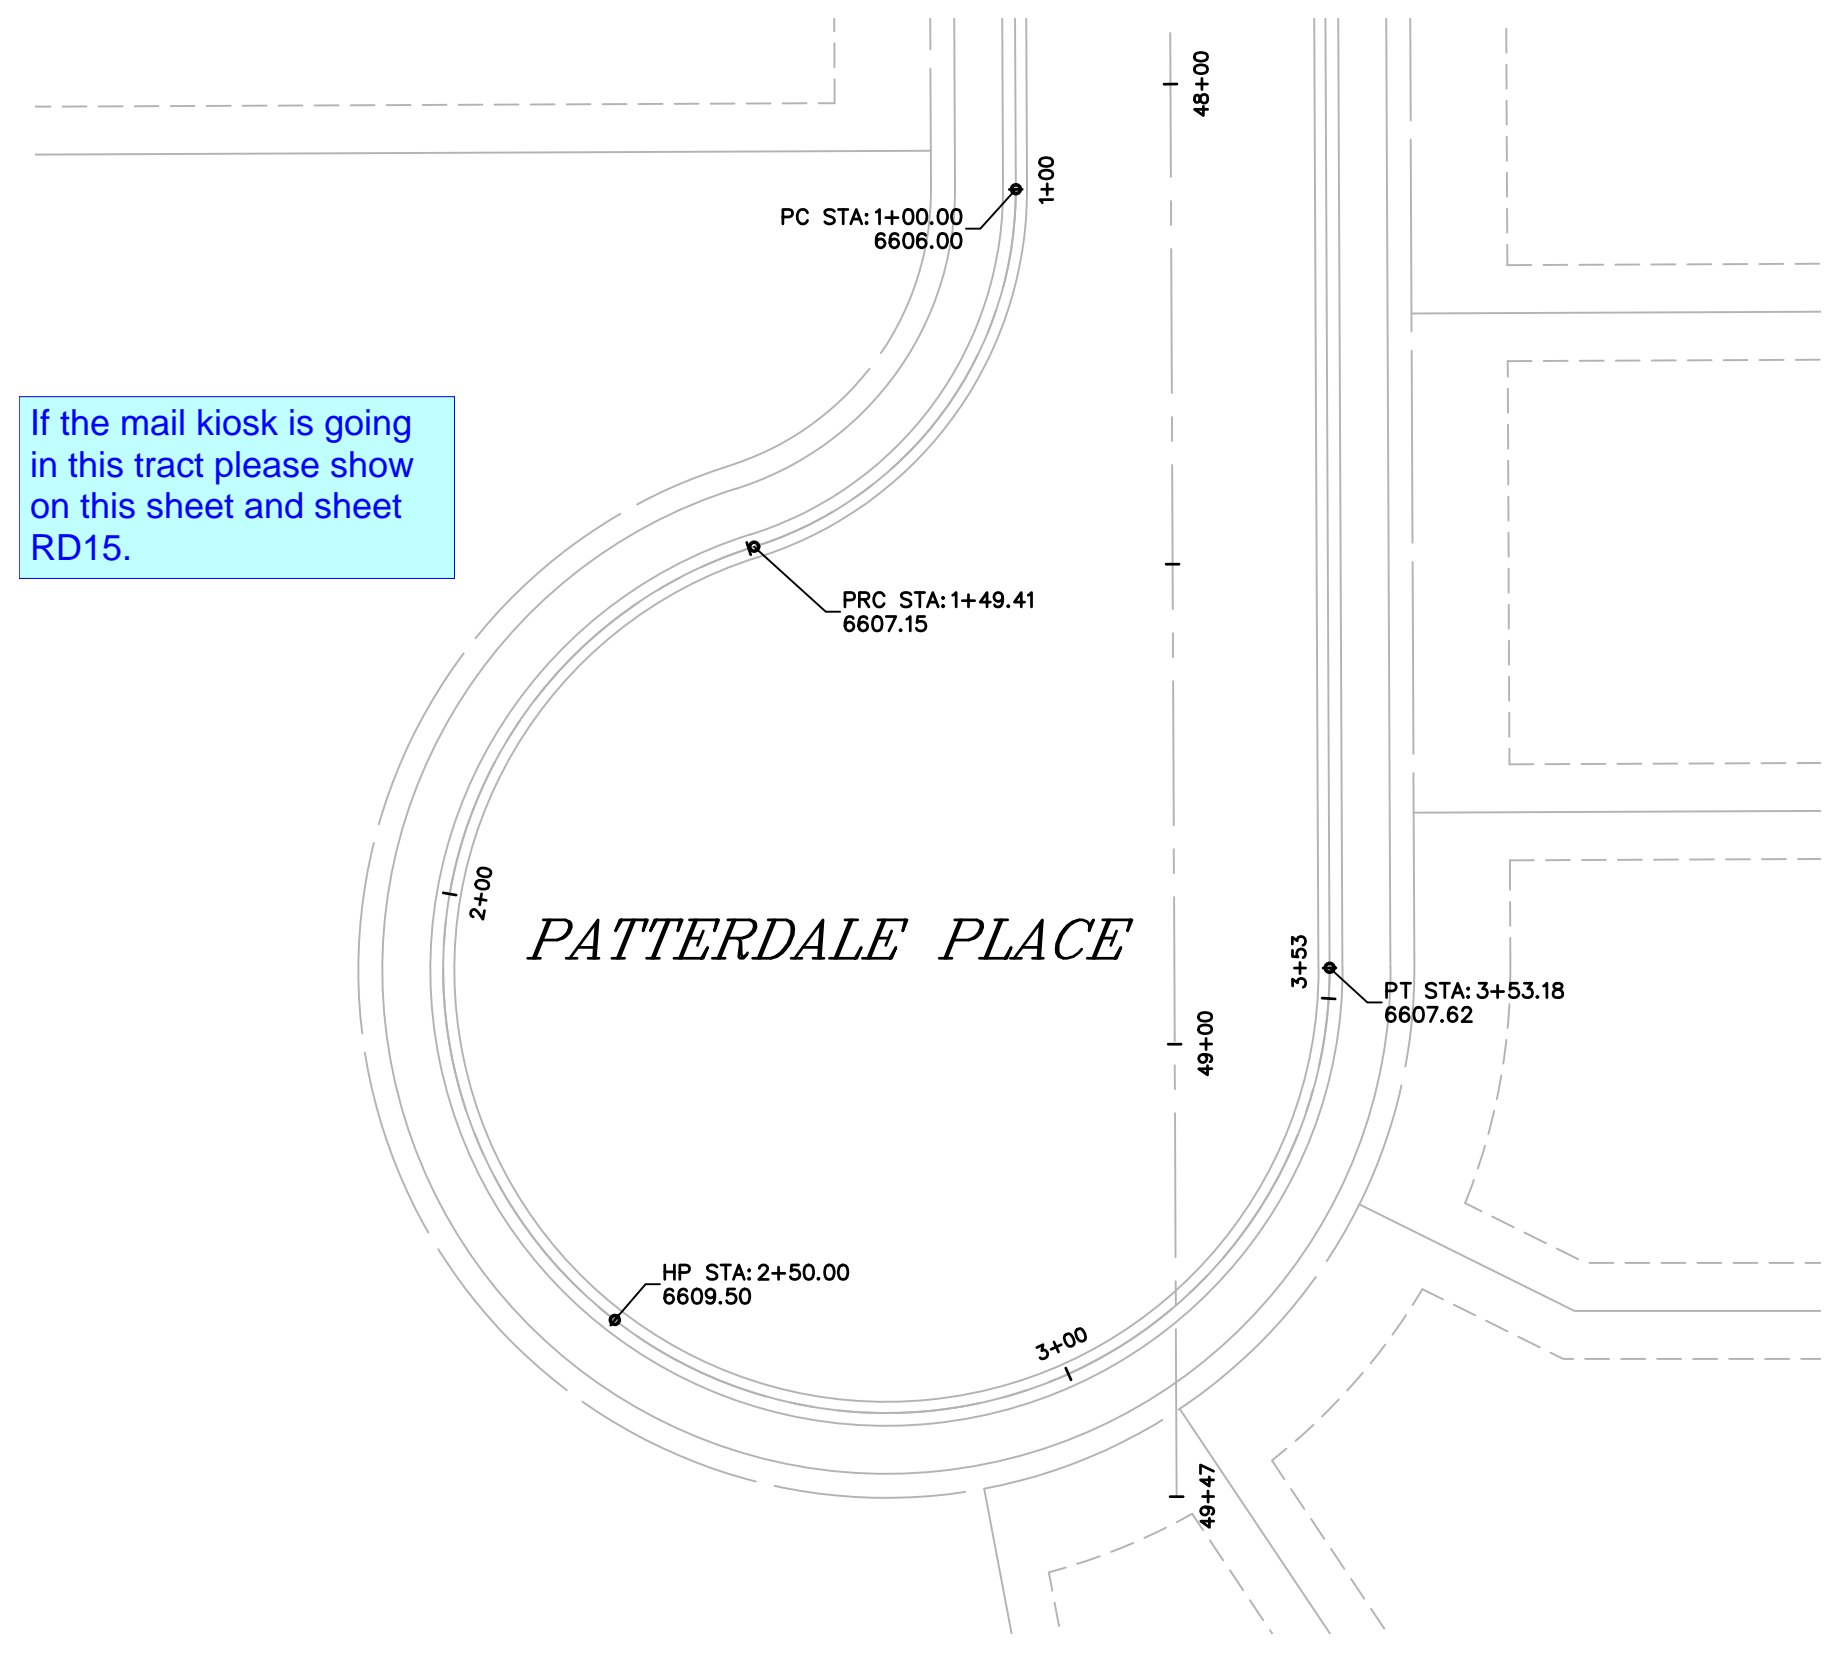 48+00
1+00
PC STA:1+00.00
6606.00
If the mail kiosk is going
in this tract please show
on this sheet and sheet
RD15.
PRC STA:1+49.41
6607.15
2+00
PATTERDALE PLACE
3+53
PT STA:3+53.18
6607.62
49+00
HP STA:2+50.00
6609.50
3+00
49+47